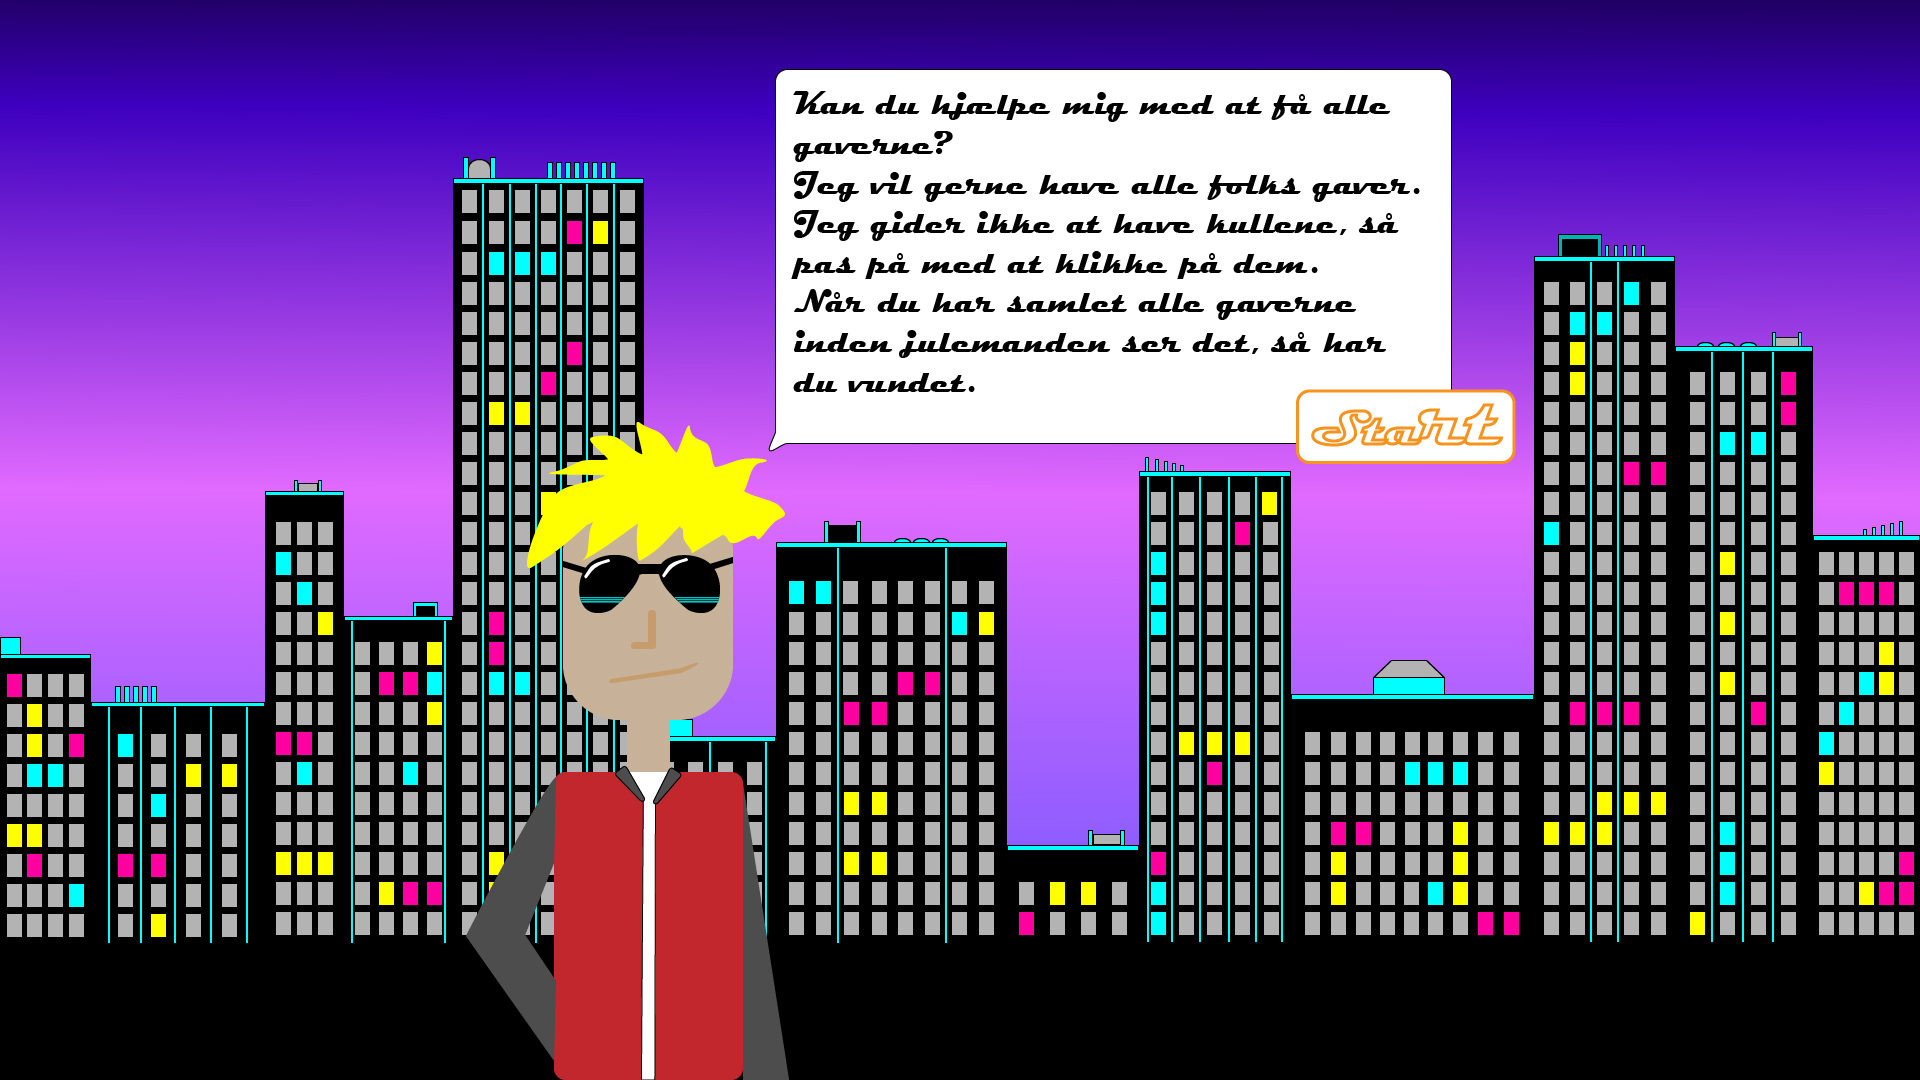 Kan du hjælpe mig med at få alle
gaverne?
Jeg vil gerne have alle folks gaver.
Jeg gider ikke at have kullene, så
pas på med at klikke på dem.
Når du har samlet alle gaverne
inden julemanden ser det, så har
du vundet.
Start